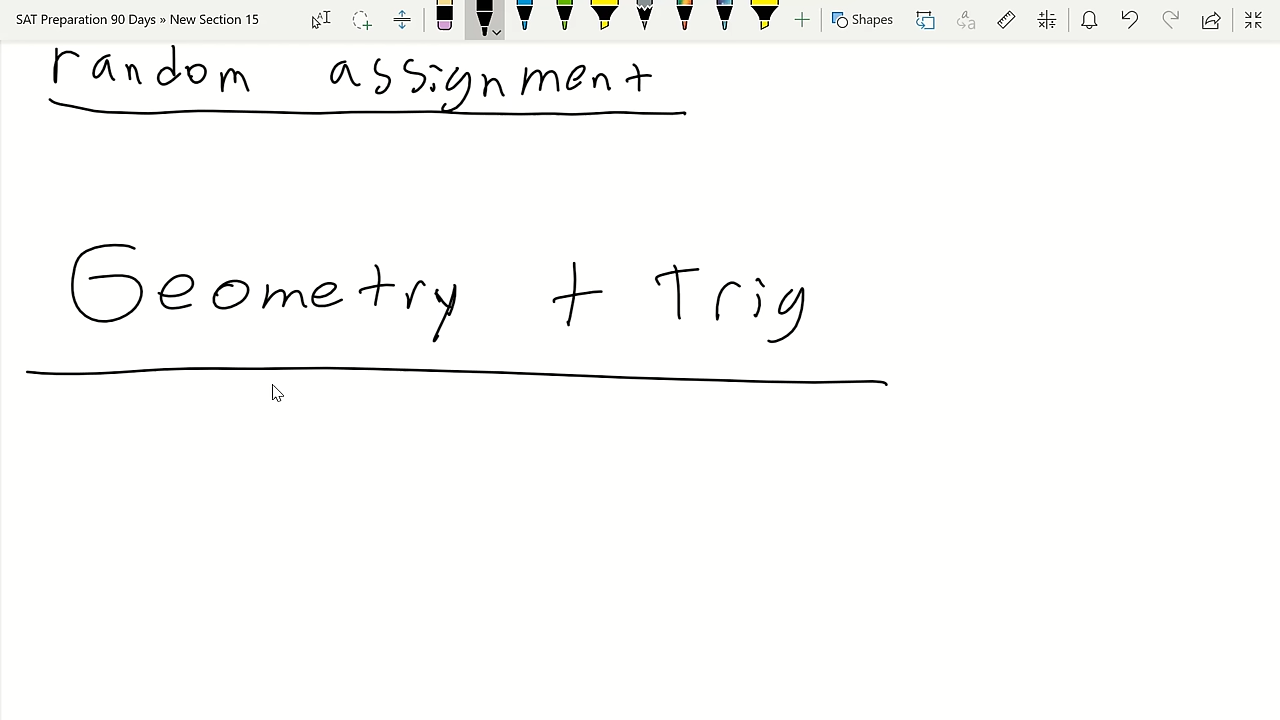 SAT Preparation 90 Days » New Section 15
Shapes
random assignment
Geometry + Trig